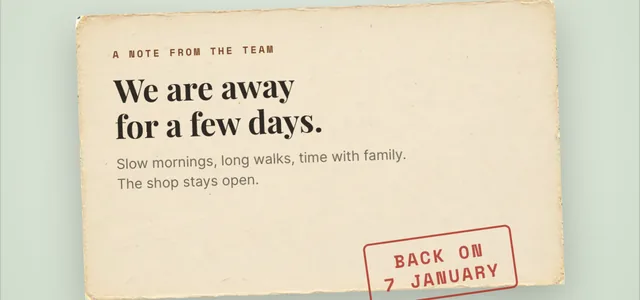 A NOTE FROM THE TEAM
We are away
for a few days.
Slow mornings, long walks, time with family.
The shop stays open.
BACK ON
7 JANUARY